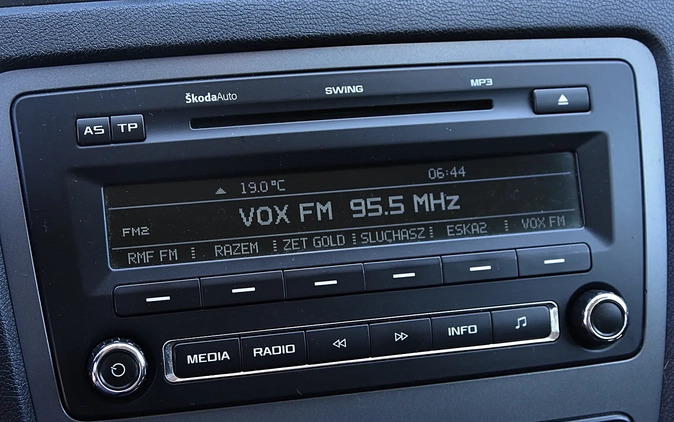 ŠkodaAuto SWING MP3
AS TP
19.0°C 06:44
VOX FM 95.5 MHz
FM2
RMF FM RAZEM ZET GOLD SLUCHASZ ESKA2 VOX FM
MEDIA RADIO INFO